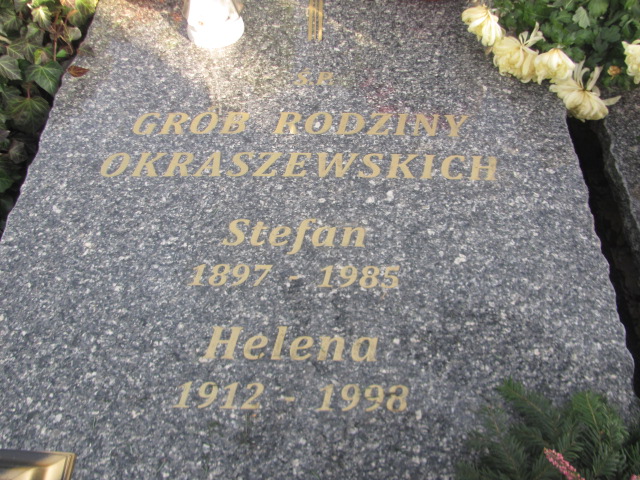 Ś.P.
GRÓB RODZINY
OKRASZEWSKICH
Stefan
1897 - 1985
Helena
1912 - 1998